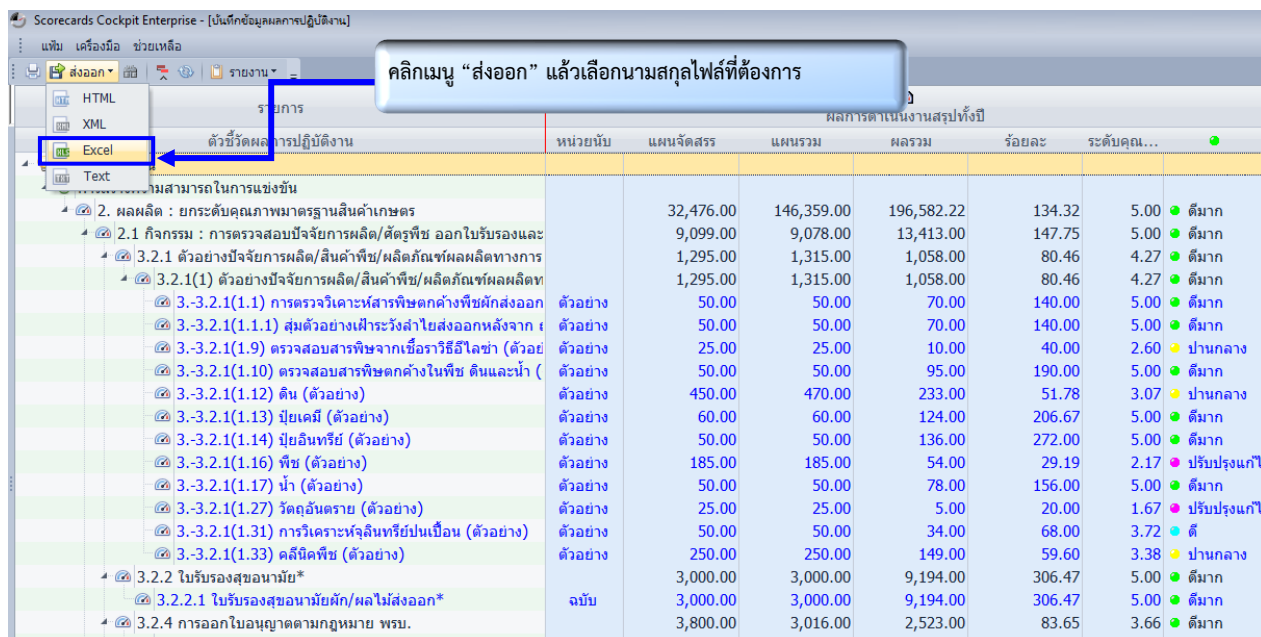 Scorecards Cockpit Enterprise - [บันทึกข้อมูลผลการปฏิบัติงาน]
แฟ้ม เครื่องมือ ช่วยเหลือ
ส่งออก รายงาน
คลิกเมนู “ส่งออก” แล้วเลือกนามสกุลไฟล์ที่ต้องการ
HTML
XML
Excel
Text
รายการ
ผลการดำเนินงานสรุปทั้งปี
ตัวชี้วัดผลการปฏิบัติงาน หน่วยนับ แผนจัดสรร แผนรวม ผลรวม ร้อยละ ระดับคุณ...
ความสามารถในการแข่งขัน
2. ผลผลิต : ยกระดับคุณภาพมาตรฐานสินค้าเกษตร 32,476.00 146,359.00 196,582.22 134.32 5.00 ดีมาก
2.1 กิจกรรม : การตรวจสอบปัจจัยการผลิต/ศัตรูพืช ออกใบรับรองและ 9,099.00 9,078.00 13,413.00 147.75 5.00 ดีมาก
3.2.1 ตัวอย่างปัจจัยการผลิต/สินค้าพืช/ผลิตภัณฑ์ผลผลิตทางการ 1,295.00 1,315.00 1,058.00 80.46 4.27 ดีมาก
3.2.1(1) ตัวอย่างปัจจัยการผลิต/สินค้าพืช/ผลิตภัณฑ์ผลผลิตท 1,295.00 1,315.00 1,058.00 80.46 4.27 ดีมาก
3.-3.2.1(1.1) การตรวจวิเคาะห์สารพิษตกค้างพืชผักส่งออก ตัวอย่าง 50.00 50.00 70.00 140.00 5.00 ดีมาก
3.-3.2.1(1.1.1) สุ่มตัวอย่างเฝ้าระวังลำไยส่งออกหลังจาก ตัวอย่าง 50.00 50.00 70.00 140.00 5.00 ดีมาก
3.-3.2.1(1.9) ตรวจสอบสารพิษจากเชื้อราวิธีอีไลซ่า (ตัวอย่ ตัวอย่าง 25.00 25.00 10.00 40.00 2.60 ปานกลาง
3.-3.2.1(1.10) ตรวจสอบสารพิษตกค้างในพืช ดินและน้ำ ( ตัวอย่าง 50.00 50.00 95.00 190.00 5.00 ดีมาก
3.-3.2.1(1.12) ดิน (ตัวอย่าง) ตัวอย่าง 450.00 470.00 233.00 51.78 3.07 ปานกลาง
3.-3.2.1(1.13) ปุ๋ยเคมี (ตัวอย่าง) ตัวอย่าง 60.00 60.00 124.00 206.67 5.00 ดีมาก
3.-3.2.1(1.14) ปุ๋ยอินทรีย์ (ตัวอย่าง) ตัวอย่าง 50.00 50.00 136.00 272.00 5.00 ดีมาก
3.-3.2.1(1.16) พืช (ตัวอย่าง) ตัวอย่าง 185.00 185.00 54.00 29.19 2.17 ปรับปรุงแก้ไ
3.-3.2.1(1.17) น้ำ (ตัวอย่าง) ตัวอย่าง 50.00 50.00 78.00 156.00 5.00 ดีมาก
3.-3.2.1(1.27) วัตถุอันตราย (ตัวอย่าง) ตัวอย่าง 25.00 25.00 5.00 20.00 1.67 ปรับปรุงแก้ไ
3.-3.2.1(1.31) การวิเคราะห์จุลินทรีย์ปนเปื้อน (ตัวอย่าง) ตัวอย่าง 50.00 50.00 34.00 68.00 3.72 ดี
3.-3.2.1(1.33) คลีนิคพืช (ตัวอย่าง) ตัวอย่าง 250.00 250.00 149.00 59.60 3.38 ปานกลาง
3.2.2 ใบรับรองสุขอนามัย* 3,000.00 3,000.00 9,194.00 306.47 5.00 ดีมาก
3.2.2.1 ใบรับรองสุขอนามัยผัก/ผลไม้ส่งออก* ฉบับ 3,000.00 3,000.00 9,194.00 306.47 5.00 ดีมาก
3.2.4 การออกใบอนุญาตตามกฎหมาย พรบ. 3,800.00 3,016.00 2,523.00 83.65 3.66 ดีมาก